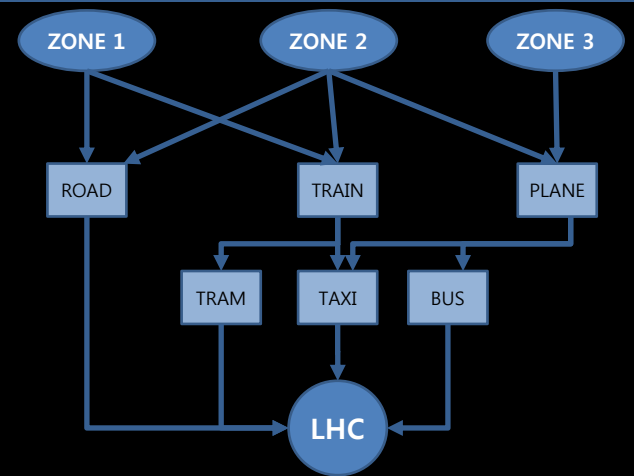 ZONE 1
ZONE 2
ZONE 3
ROAD
TRAIN
PLANE
TRAM
TAXI
BUS
LHC